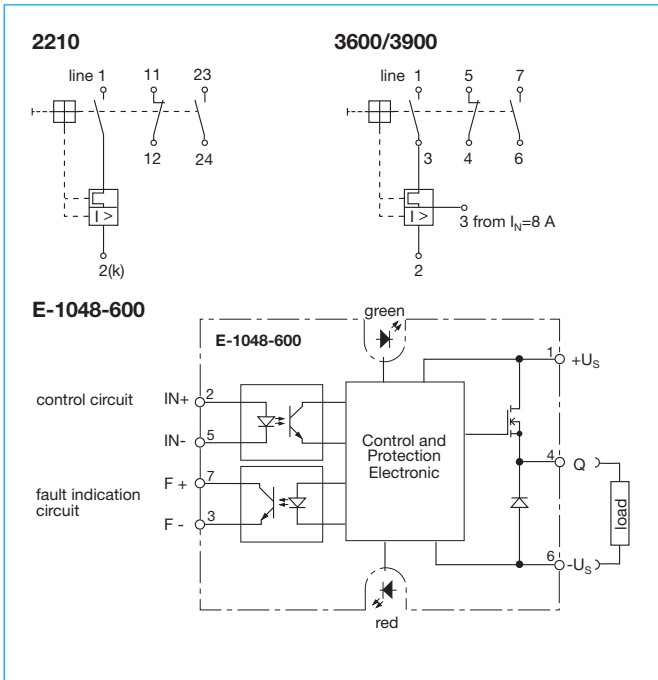 2210
3600/3900
line 1 11 23
line 1 5 7
12 24
3 4 6
I >
I >
3 from IN=8 A
2(k)
2
E-1048-600
green
E-1048-600
1 +US
control circuit IN+ 2
IN- 5
Control and
Protection
Electronic
4 Q
fault indication
circuit
F + 7
F - 3
load
6 -US
red